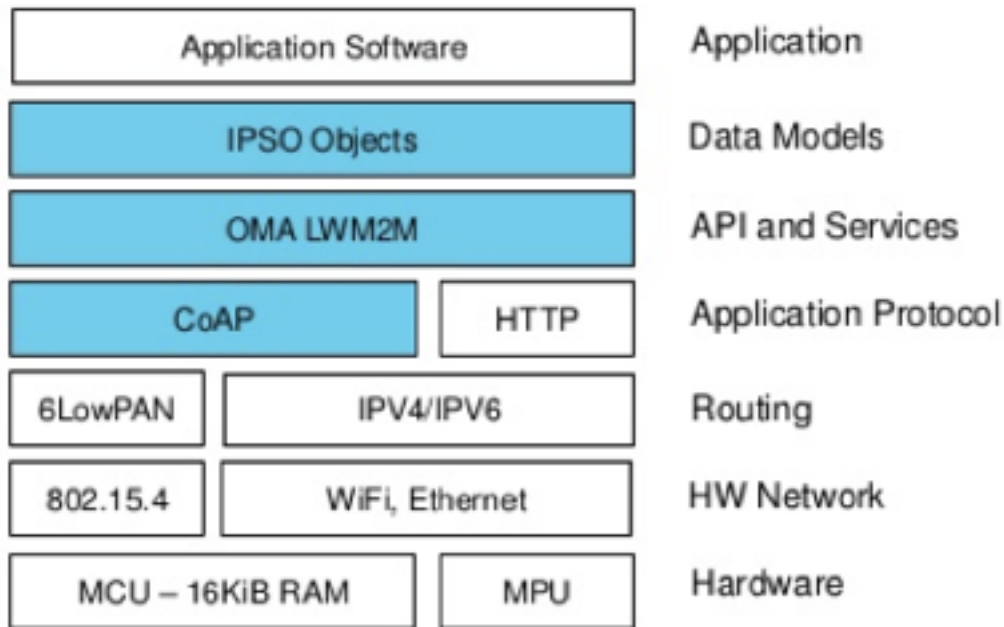 Application Software Application
IPSO Objects Data Models
OMA LWM2M API and Services
CoAP HTTP Application Protocol
6LowPAN IPV4/IPV6 Routing
802.15.4 WiFi, Ethernet HW Network
MCU – 16KiB RAM MPU Hardware